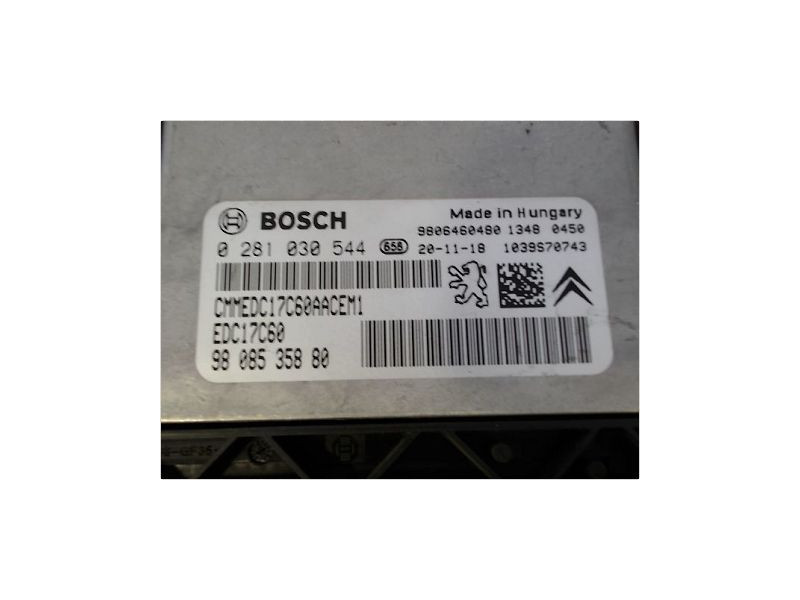 BOSCH
Made in Hungary
9806460480 1348 0450
0 281 030 544 658 20-11-18 1039S70743
CMMEDC17C60AACEM1
EDC17C60
98 085 358 80